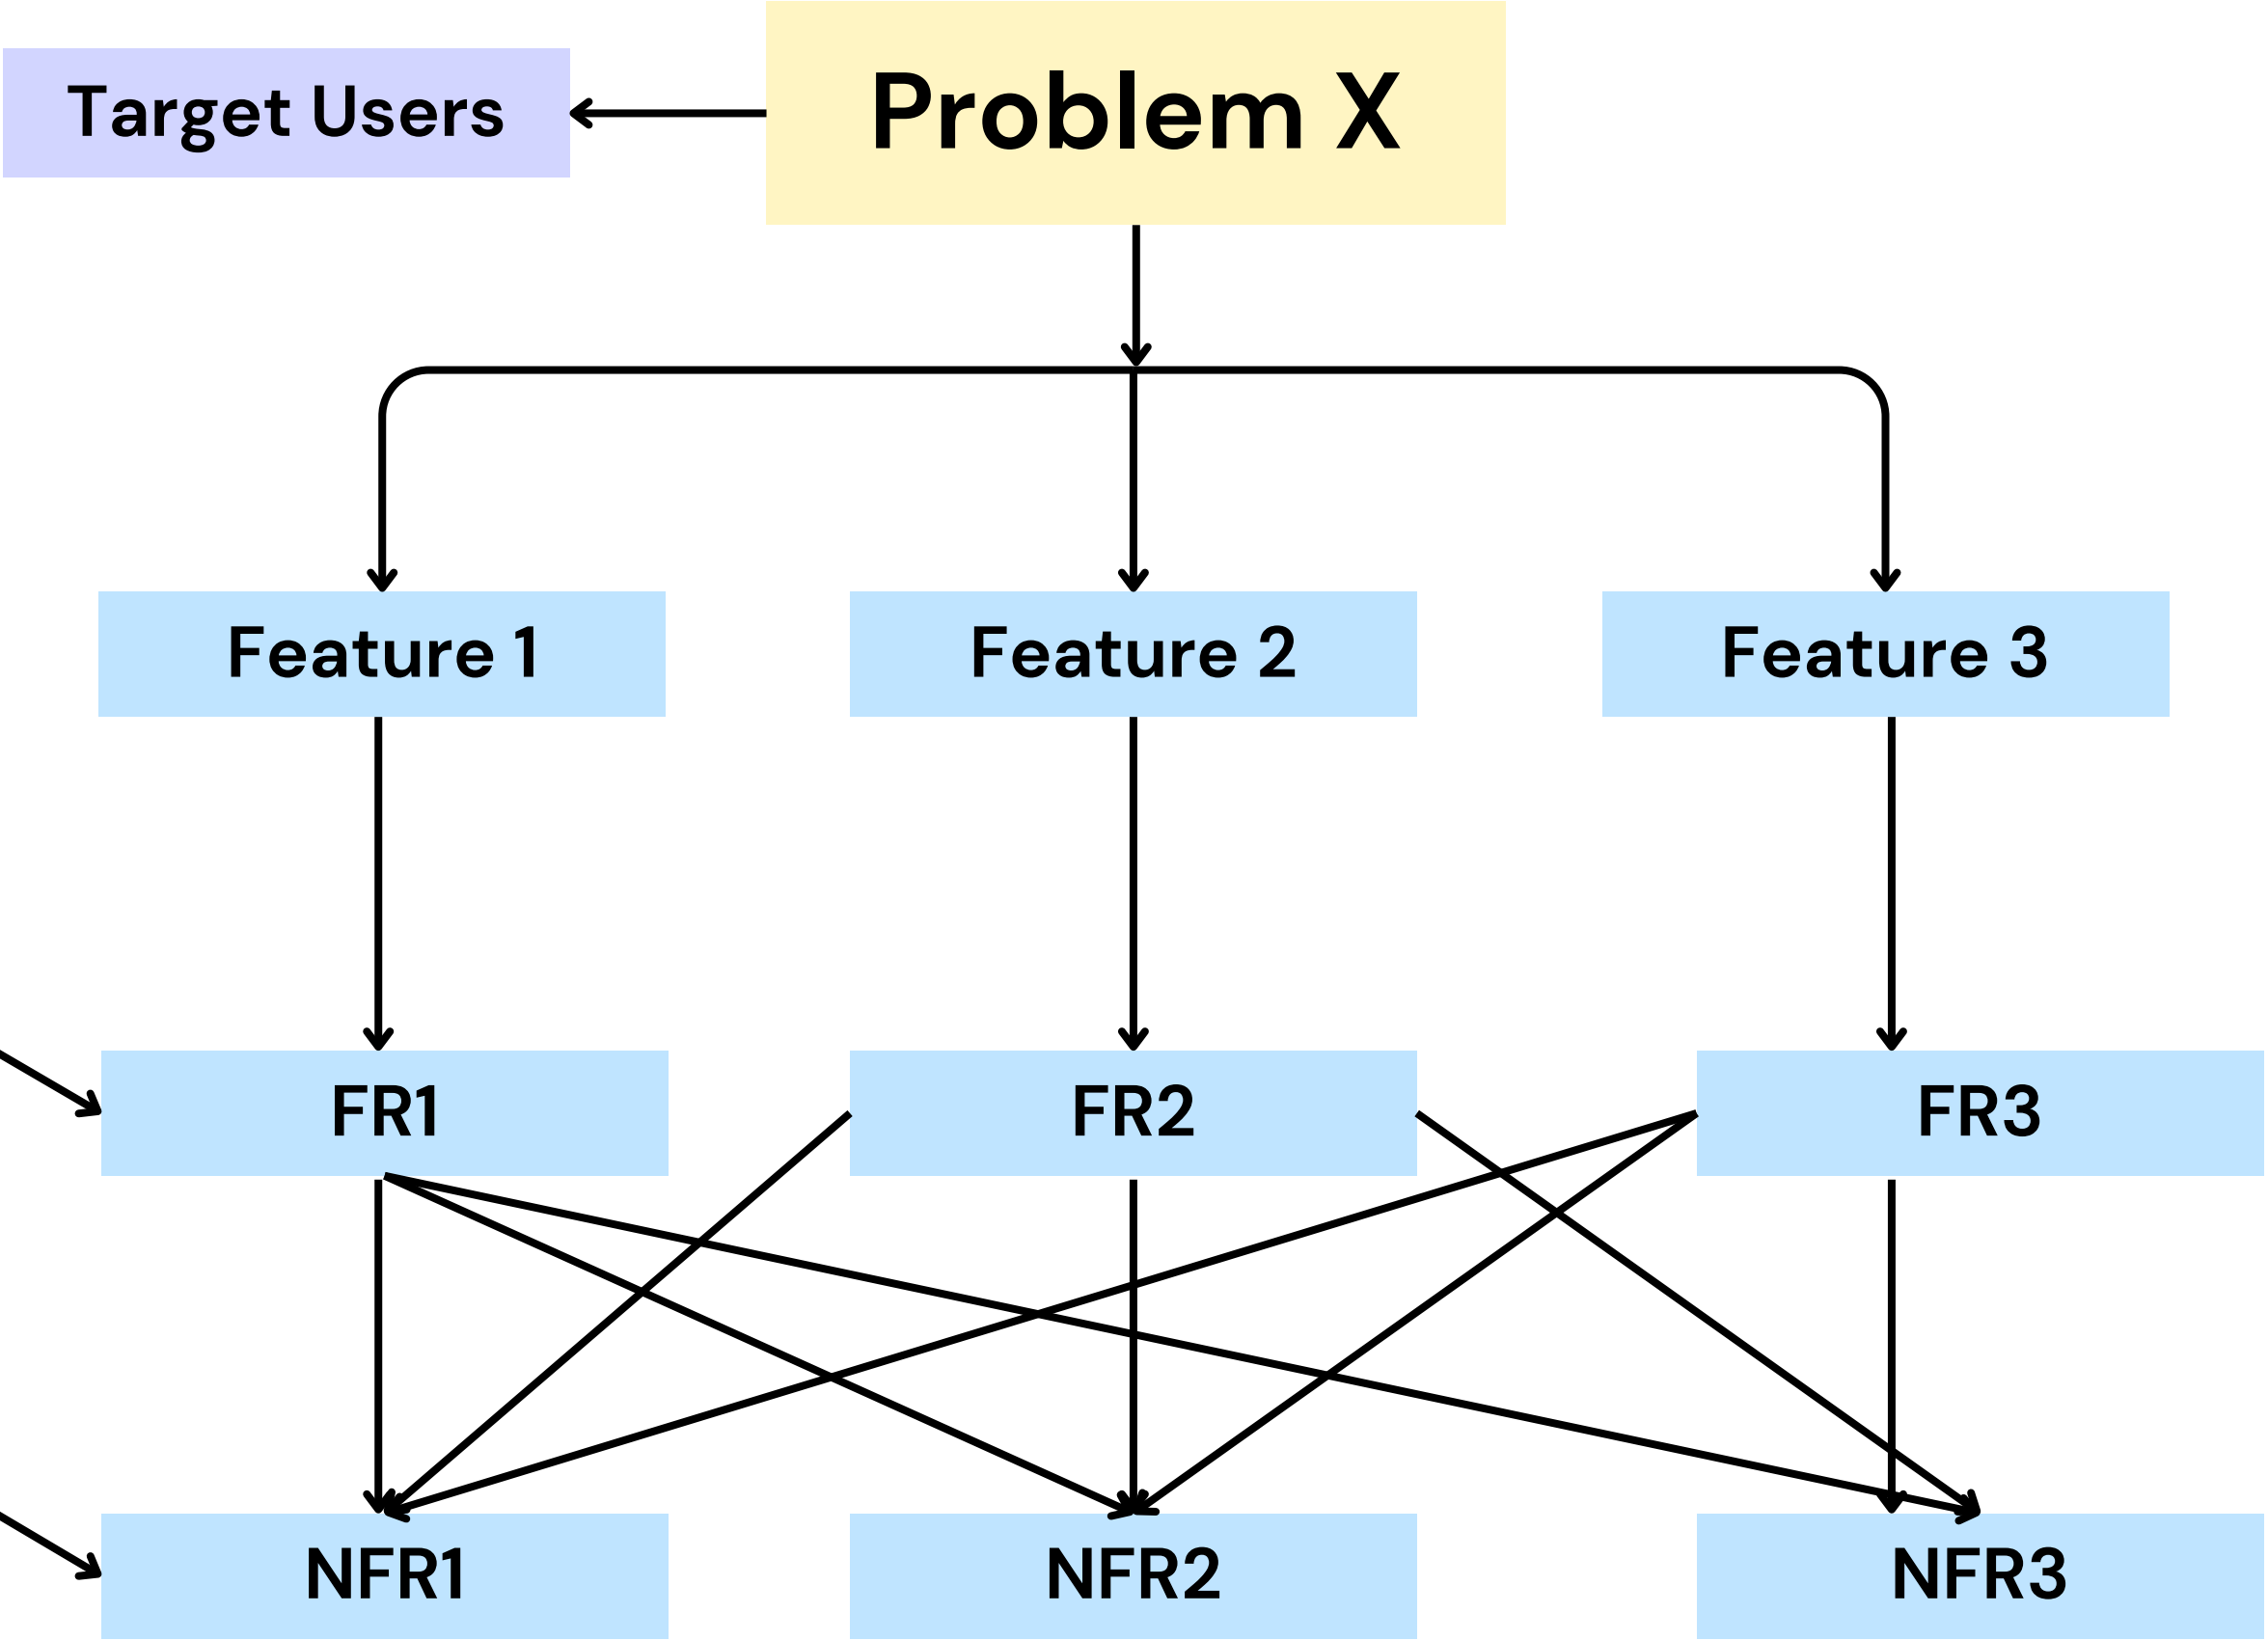 Target Users
Problem X
Feature 1
Feature 2
Feature 3
FR1
FR2
FR3
NFR1
NFR2
NFR3